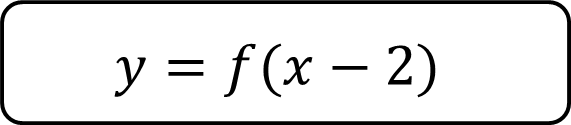 y = f(x − 2)